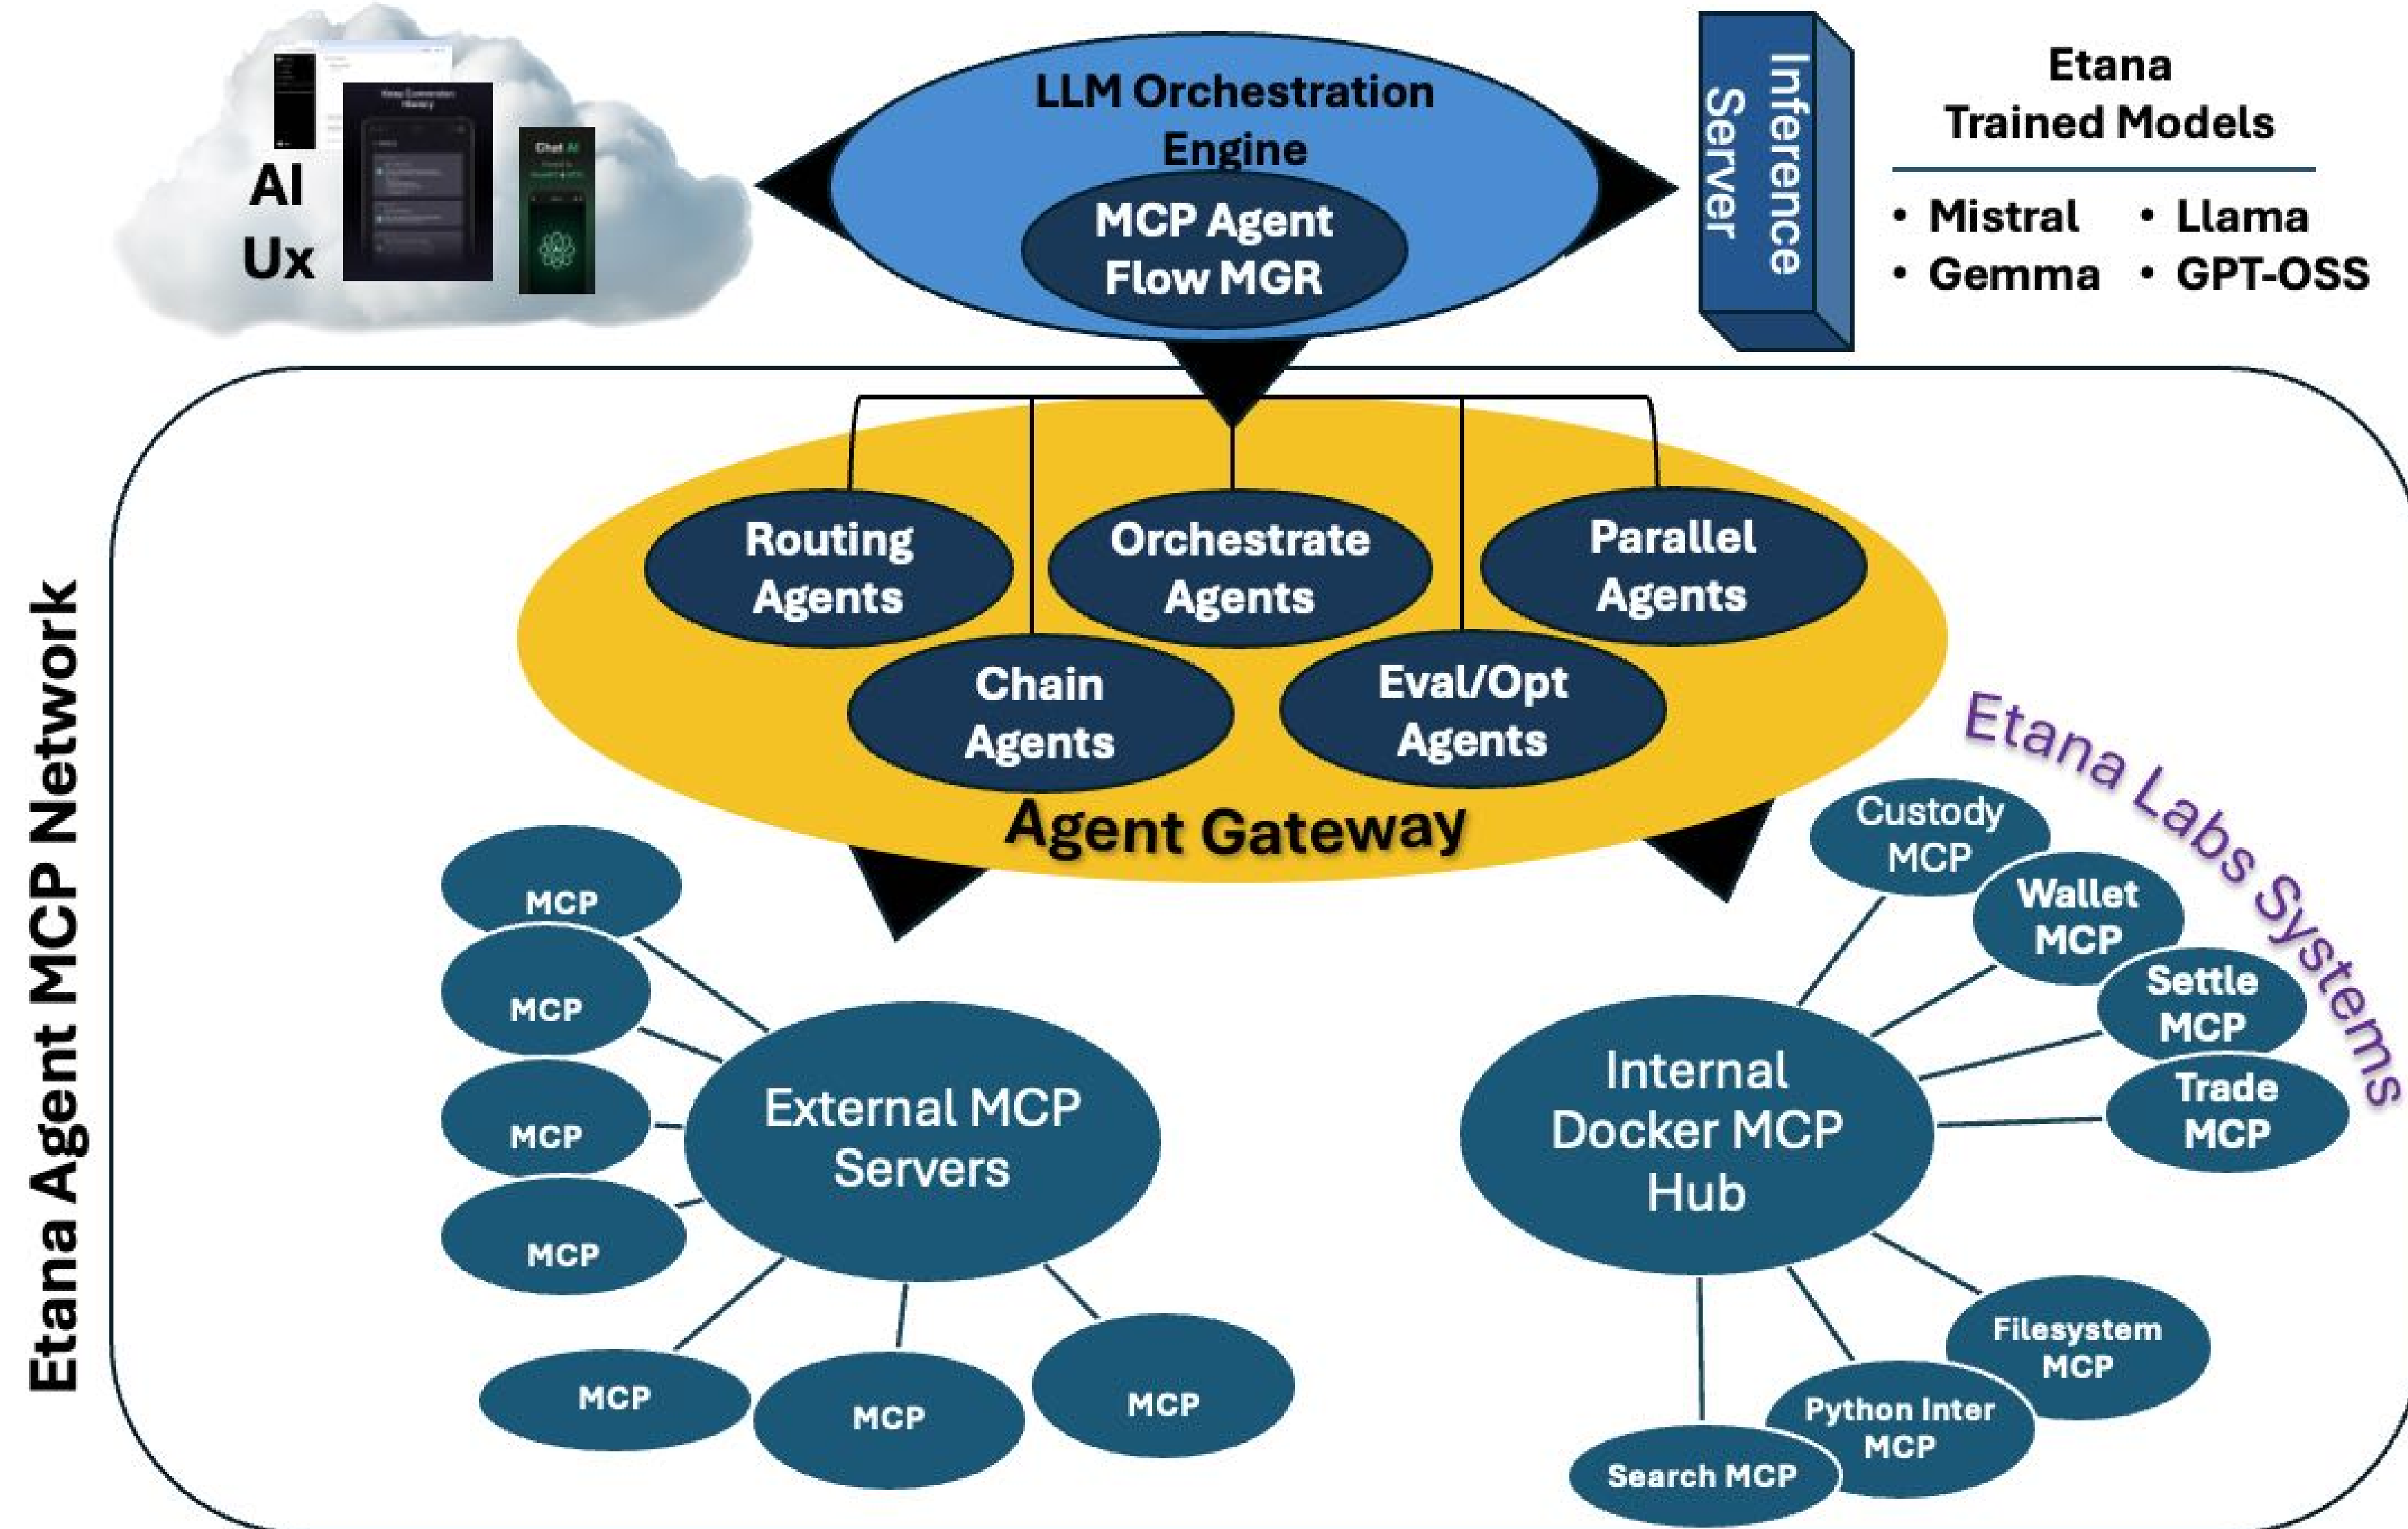 AI
Ux
Chat AI
LLM Orchestration
Engine
MCP Agent
Flow MGR
Inference
Server
Etana
Trained Models
• Mistral
• Llama
• Gemma
• GPT-OSS
Etana Agent MCP Network
Routing
Agents
Orchestrate
Agents
Parallel
Agents
Chain
Agents
Eval/Opt
Agents
Agent Gateway
Etana Labs Systems
MCP
MCP
MCP
MCP
External MCP
Servers
MCP
MCP
MCP
Custody
MCP
Wallet
MCP
Settle
MCP
Trade
MCP
Internal
Docker MCP
Hub
Filesystem
MCP
Python Inter
MCP
Search MCP